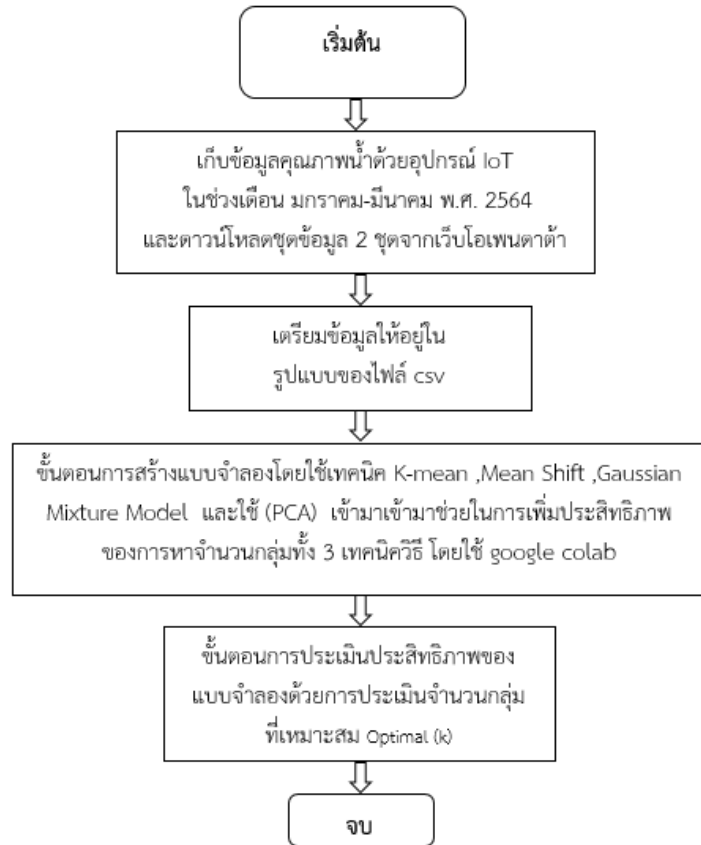 เริ่มต้น
เก็บข้อมูลคุณภาพน้ำด้วยอุปกรณ์ IoT
ในช่วงเดือน มกราคม-มีนาคม พ.ศ. 2564
และดาวน์โหลดชุดข้อมูล 2 ชุดจากเว็บโอเพนดาต้า
เตรียมข้อมูลให้อยู่ใน
รูปแบบของไฟล์ csv
ขั้นตอนการสร้างแบบจำลองโดยใช้เทคนิค K-mean ,Mean Shift ,Gaussian
Mixture Model และใช้ (PCA) เข้ามาเข้ามาช่วยในการเพิ่มประสิทธิภาพ
ของการหาจำนวนกลุ่มทั้ง 3 เทคนิควิธี โดยใช้ google colab
ขั้นตอนการประเมินประสิทธิภาพของ
แบบจำลองด้วยการประเมินจำนวนกลุ่ม
ที่เหมาะสม Optimal (k)
จบ